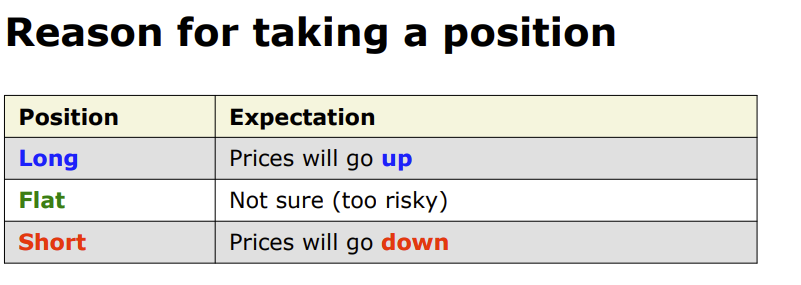 Reason for taking a position
Position Expectation
Long Prices will go up
Flat Not sure (too risky)
Short Prices will go down